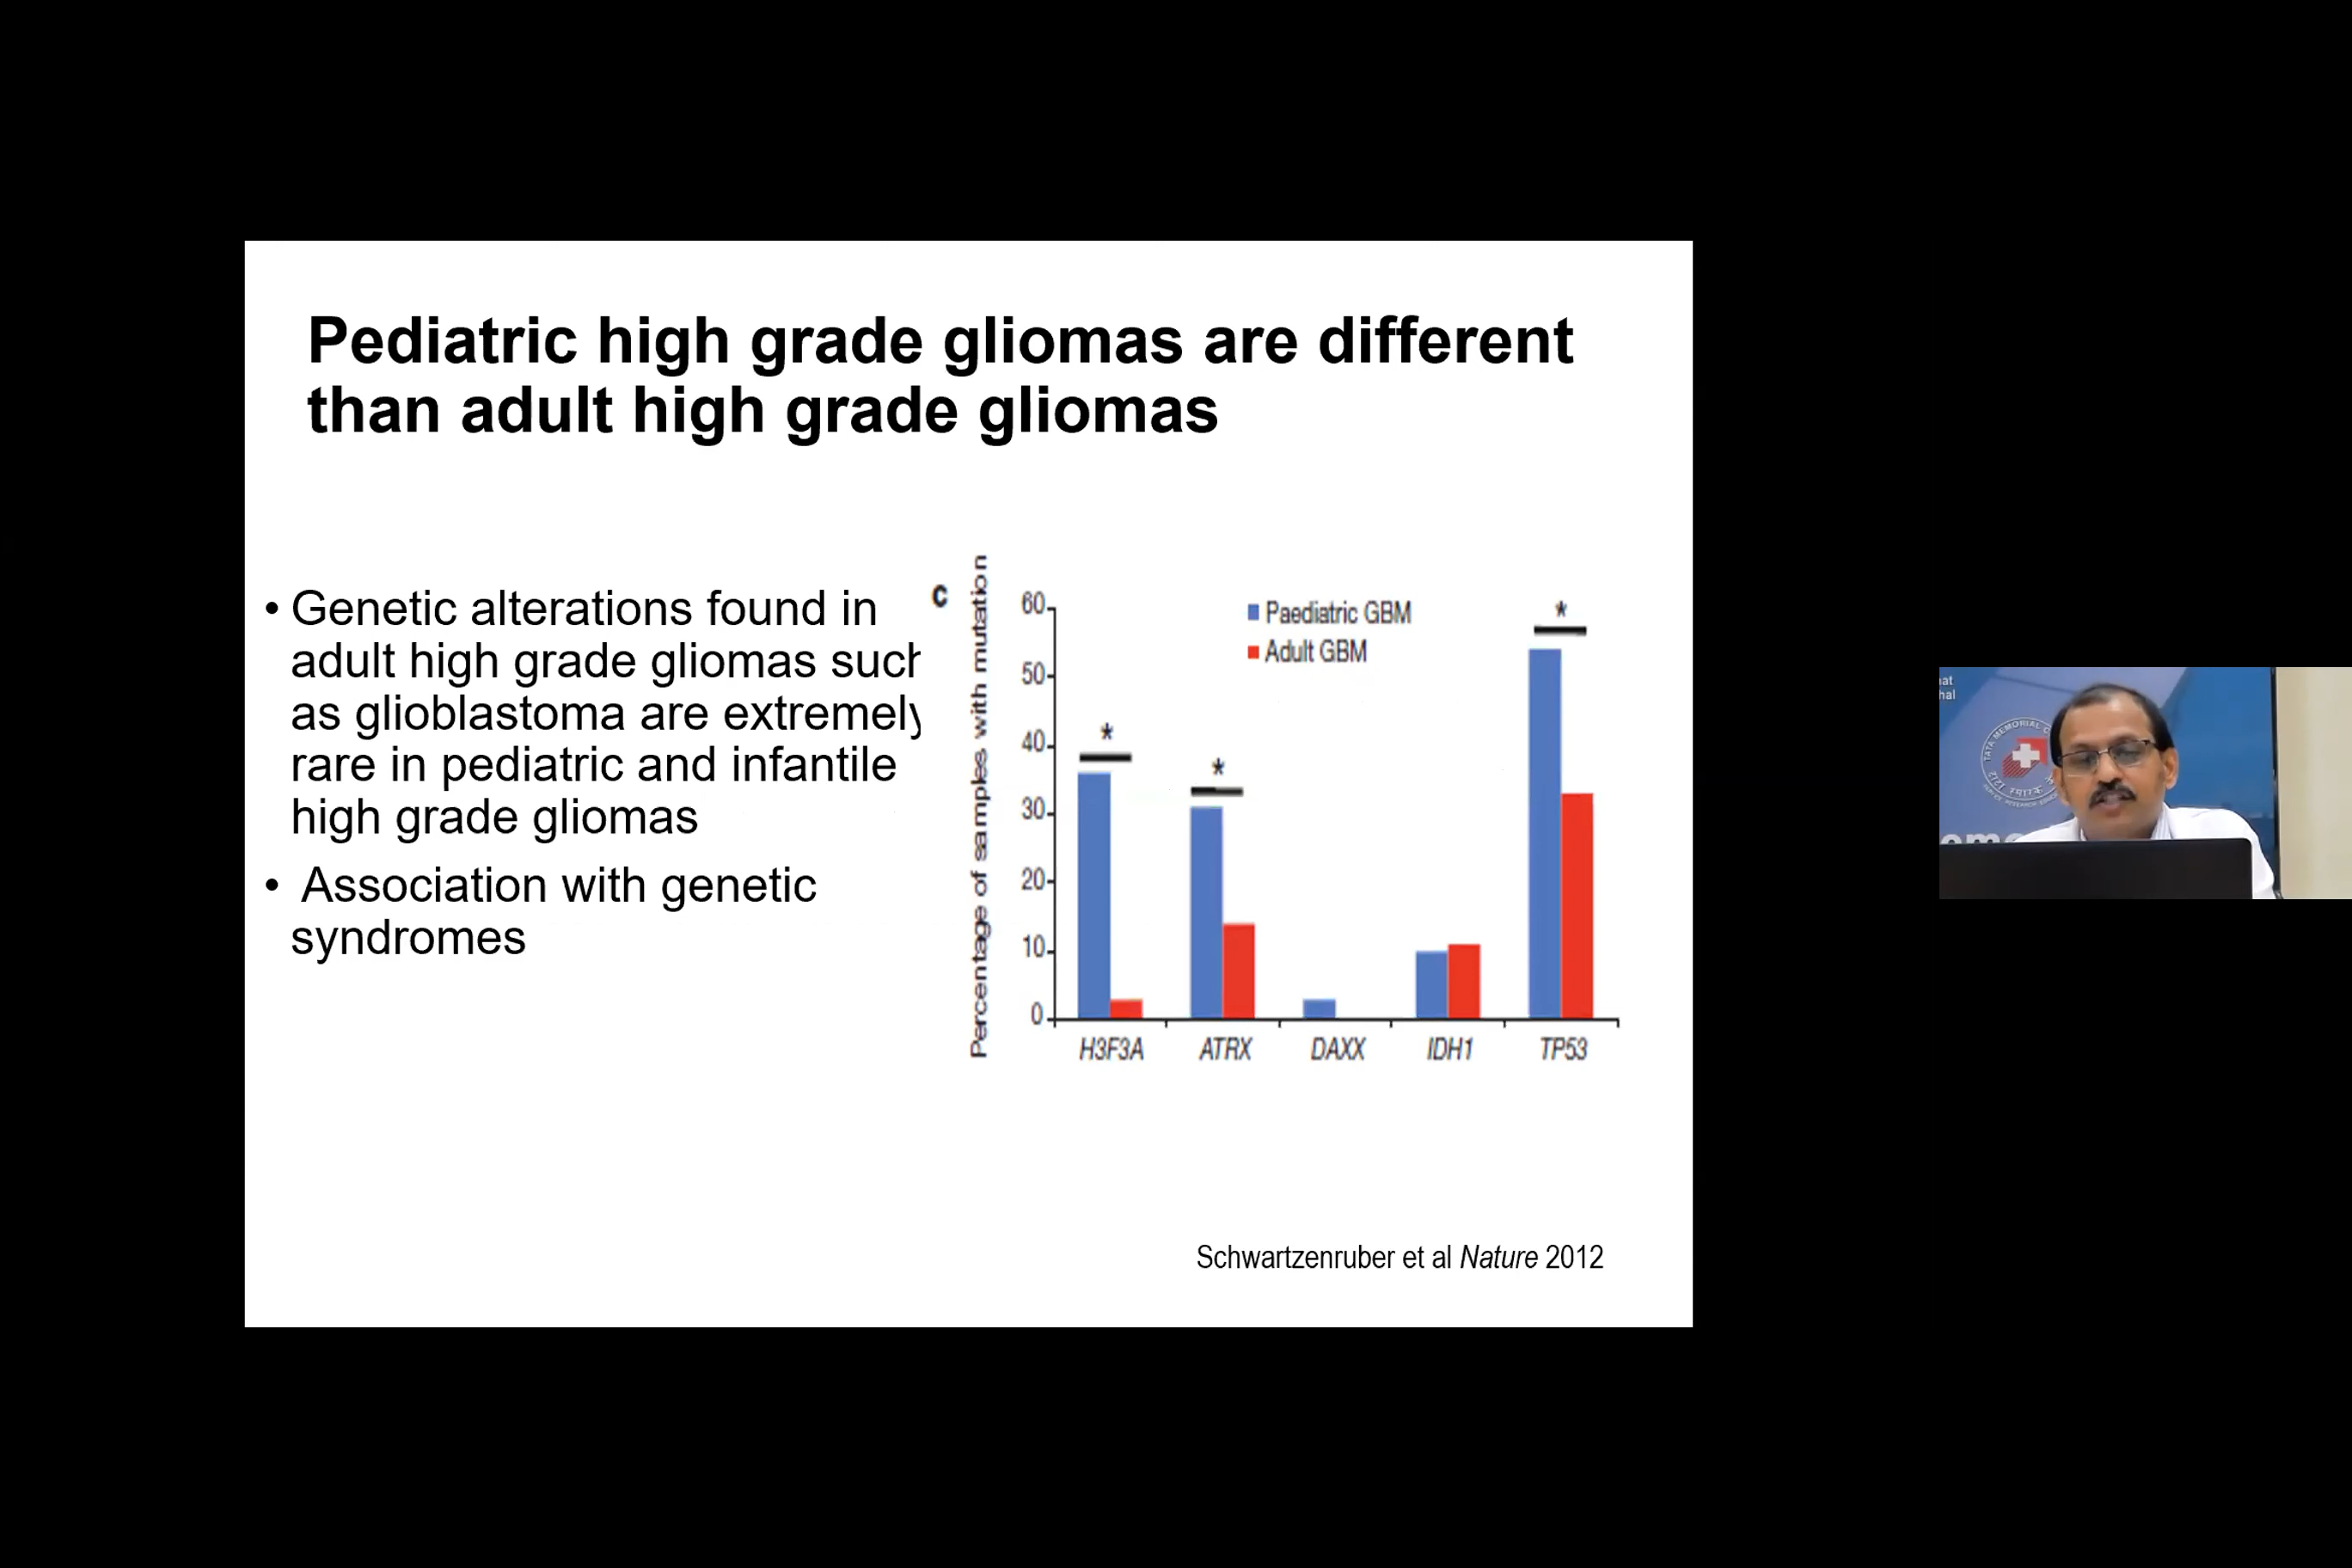 Pediatric high grade gliomas are different
than adult high grade gliomas
• Genetic alterations found in
adult high grade gliomas such
as glioblastoma are extremely
rare in pediatric and infantile
high grade gliomas
• Association with genetic
syndromes
c
Percentage of samples with mutation
60
50
40
30
20
10
0
Paediatric GBM
Adult GBM
*
*
*
H3F3A ATRX DAXX IDH1 TP53
Schwartzenruber et al Nature 2012
TATA MEMORIAL